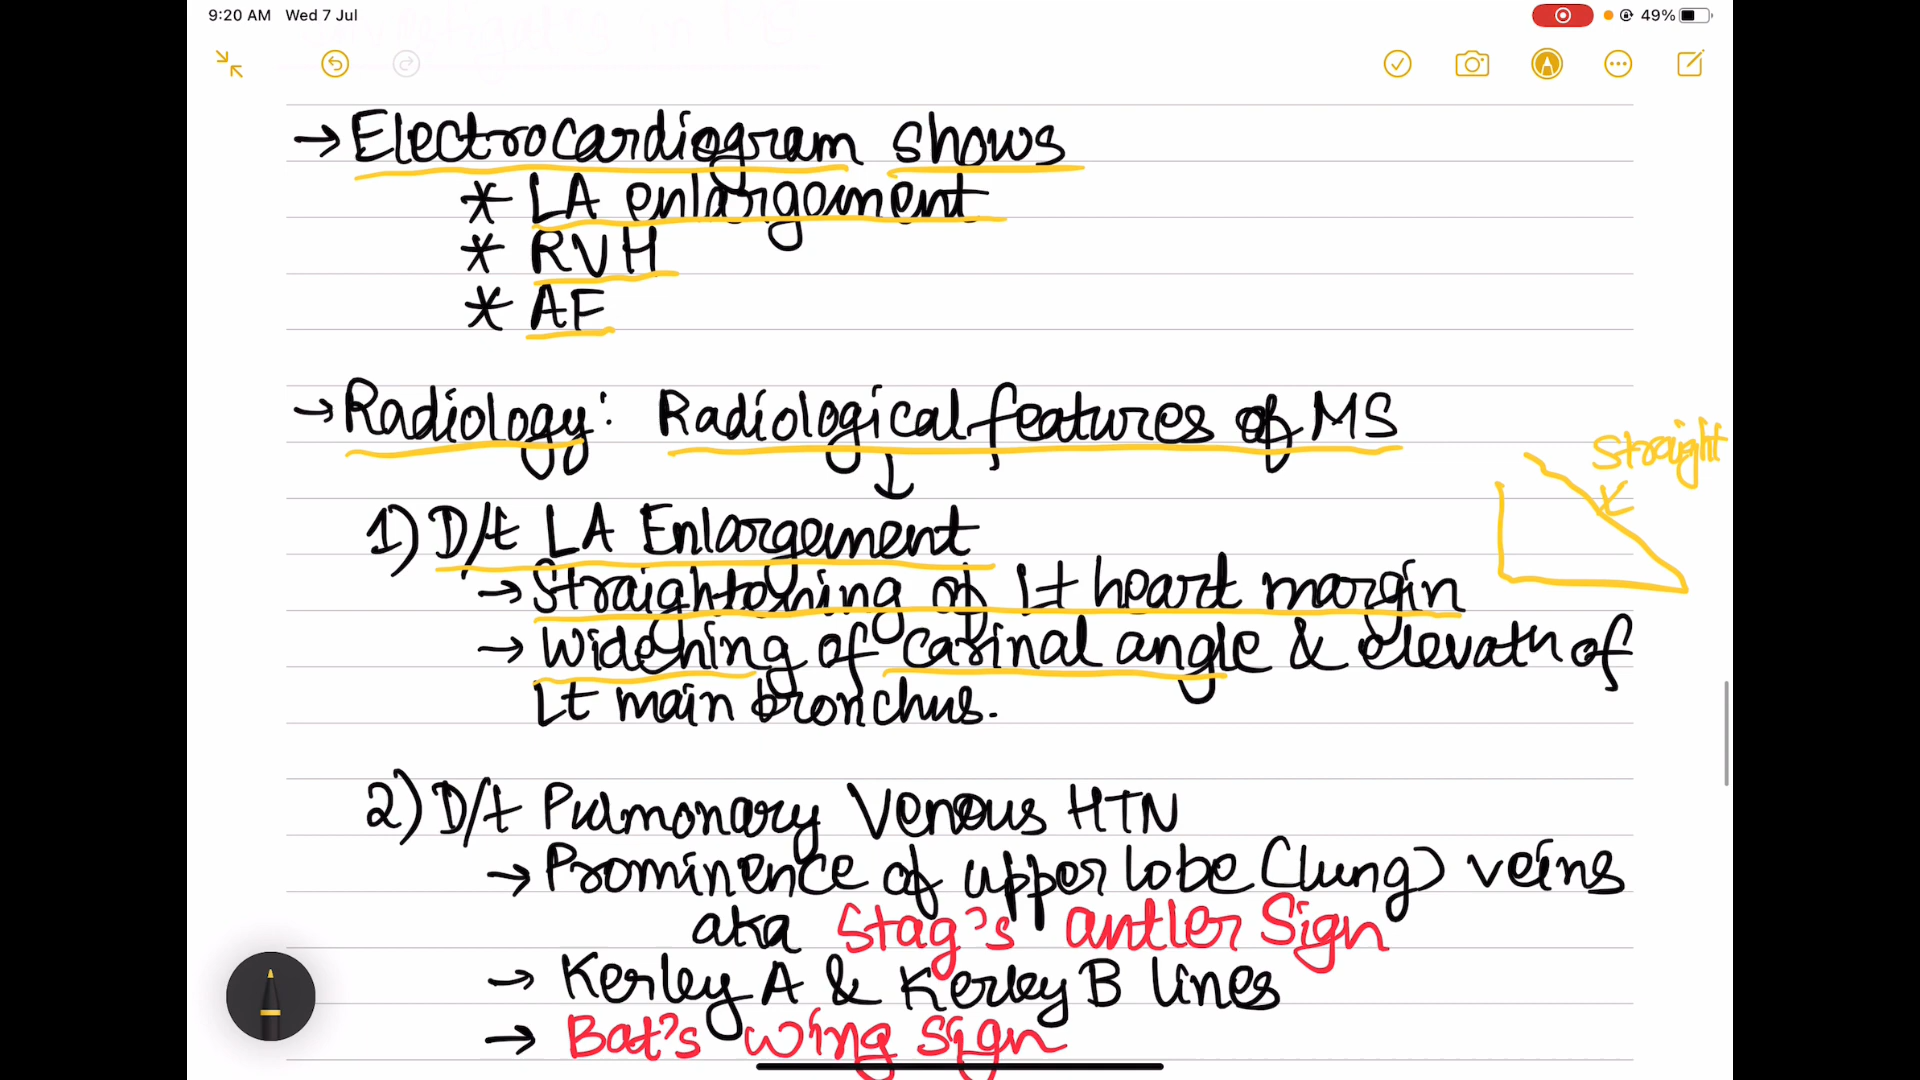 9:20 AM Wed 7 Jul 49%
→ Electrocardiogram shows
* LA enlargement
* RVH
* AF
→ Radiology: Radiological features of MS
Straight
1) D/t LA Enlargement
→ Straightening of Lt heart margin
→ Widening of carinal angle & elevatn of
Lt main bronchus.
2) D/t Pulmonary Venous HTN
→ Prominence of upper lobe (lung) veins
aka Stag's antler Sign
→ Kerley A & Kerley B lines
→ Bat's wing sign